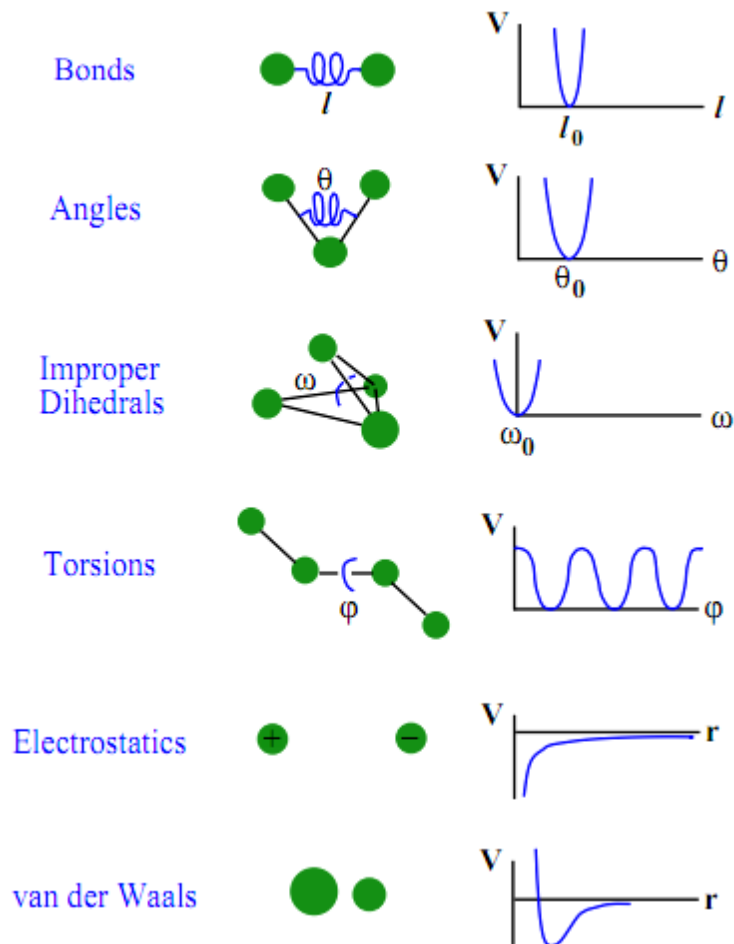 Bonds
l
V
l
l₀
Angles
θ
V
θ
θ₀
Improper
Dihedrals
ω
V
ω
ω₀
Torsions
φ
V
φ
Electrostatics
+
−
V
r
van der Waals
V
r